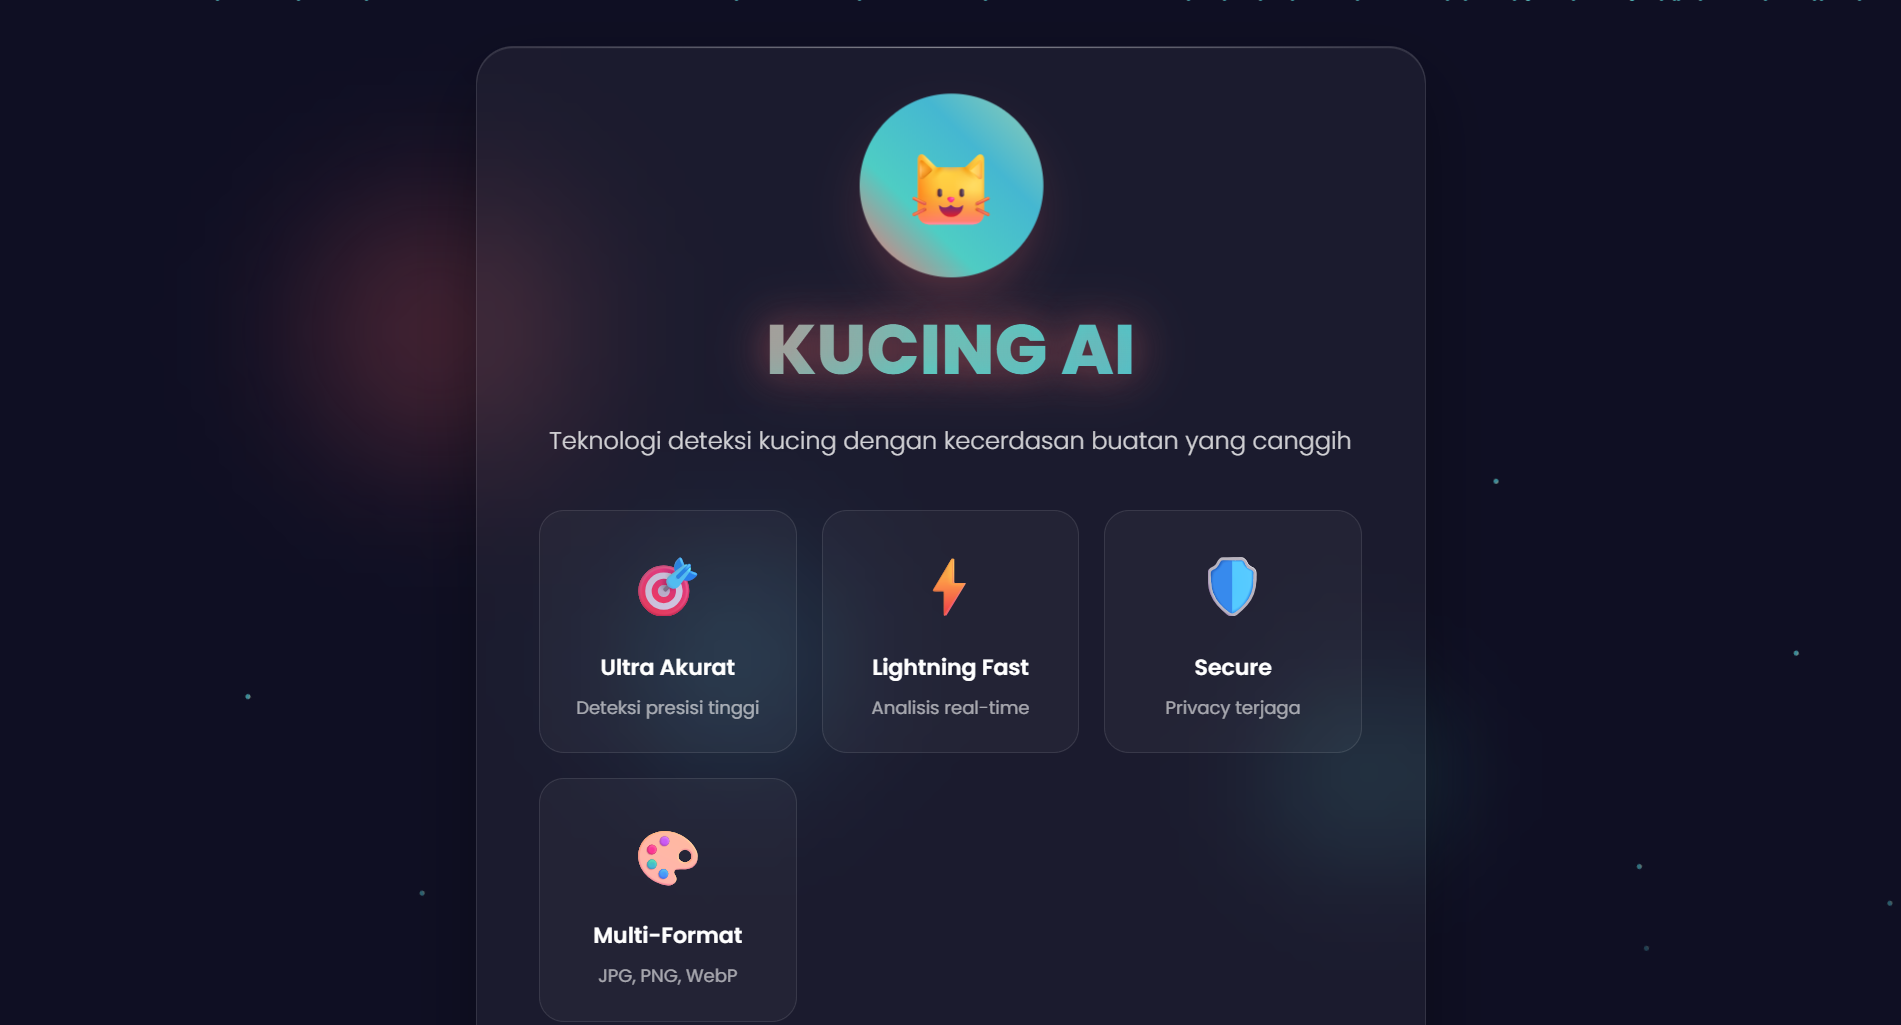 KUCING AI
Teknologi deteksi kucing dengan kecerdasan buatan yang canggih
Ultra Akurat
Deteksi presisi tinggi
Lightning Fast
Analisis real-time
Secure
Privacy terjaga
Multi-Format
JPG, PNG, WebP